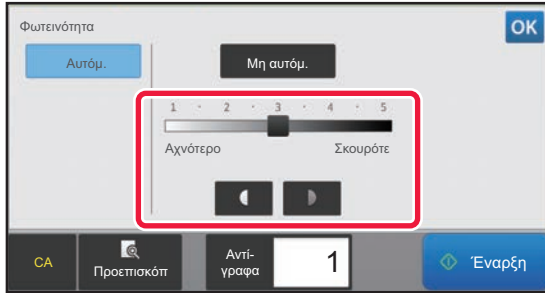 Φωτεινότητα
OK
Αυτόμ.
Μη αυτόμ.
1 · 2 · 3 · 4 · 5
Αχνότερο
Σκουρότε
CA
Προεπισκόπ
Αντί-
γραφα
1
Έναρξη